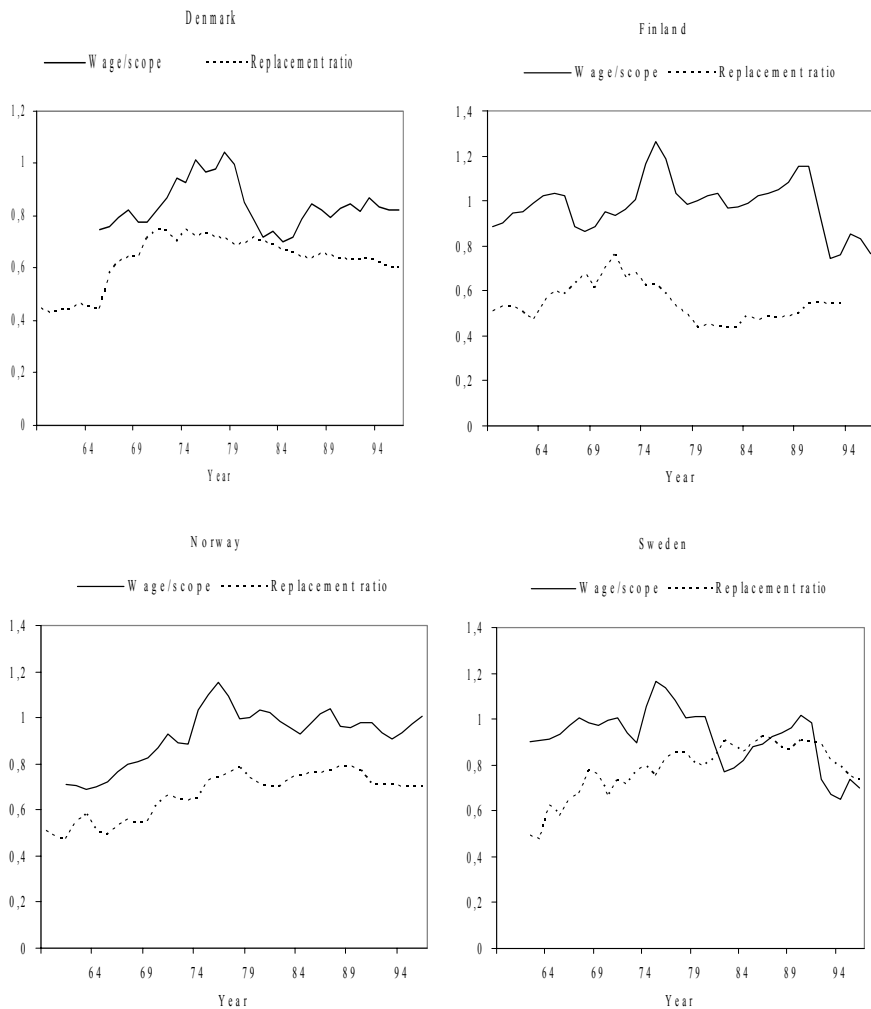 Denmark
Wage/scope Replacement ratio
1,2
1
0,8
0,6
0,4
0,2
0
64 69 74 79 84 89 94
Year
Finland
Wage/scope Replacement ratio
1,4
1,2
1
0,8
0,6
0,4
0,2
0
64 69 74 79 84 89 94
Year
Norway
Wage/scope Replacement ratio
1,4
1,2
1
0,8
0,6
0,4
0,2
0
64 69 74 79 84 89 94
Year
Sweden
Wage/scope Replacement ratio
1,4
1,2
1
0,8
0,6
0,4
0,2
0
64 69 74 79 84 89 94
Year